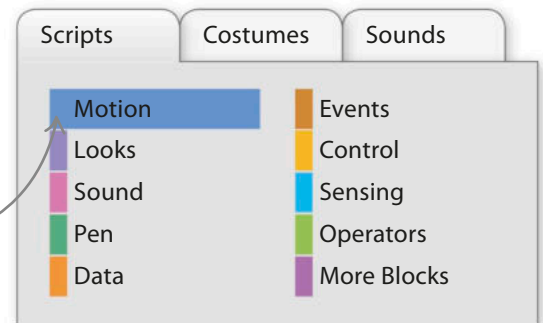 Scripts Costumes Sounds
Motion Events
Looks Control
Sound Sensing
Pen Operators
Data More Blocks